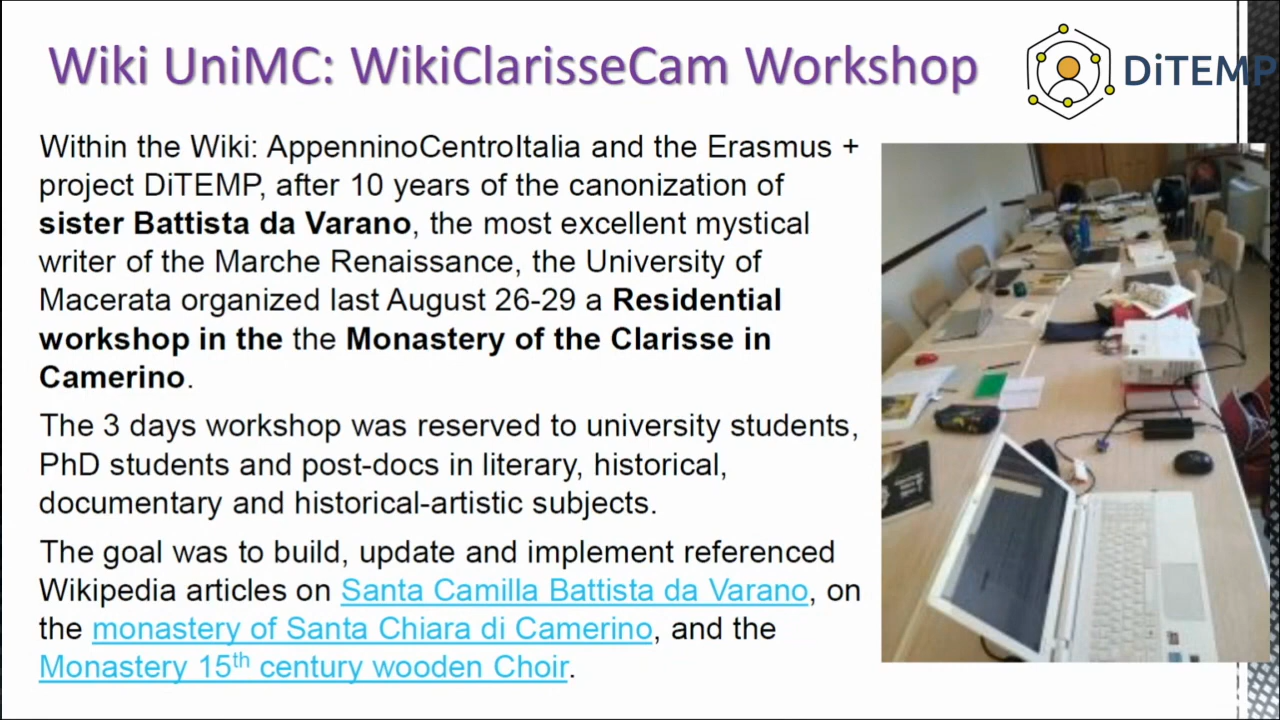 Wiki UniMC: WikiClarisseCam Workshop
DiTEMP
Within the Wiki: AppenninoCentroItalia and the Erasmus +
project DiTEMP, after 10 years of the canonization of
sister Battista da Varano, the most excellent mystical
writer of the Marche Renaissance, the University of
Macerata organized last August 26-29 a Residential
workshop in the the Monastery of the Clarisse in
Camerino.
The 3 days workshop was reserved to university students,
PhD students and post-docs in literary, historical,
documentary and historical-artistic subjects.
The goal was to build, update and implement referenced
Wikipedia articles on Santa Camilla Battista da Varano, on
the monastery of Santa Chiara di Camerino, and the
Monastery 15th century wooden Choir.